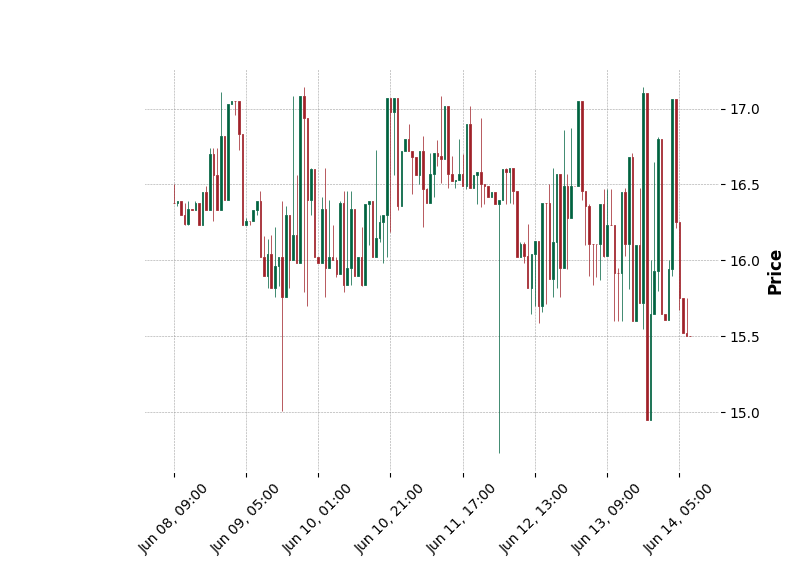 17.0
16.5
16.0
15.5
15.0
Price
Jun 08, 09:00
Jun 09, 05:00
Jun 10, 01:00
Jun 10, 21:00
Jun 11, 17:00
Jun 12, 13:00
Jun 13, 09:00
Jun 14, 05:00